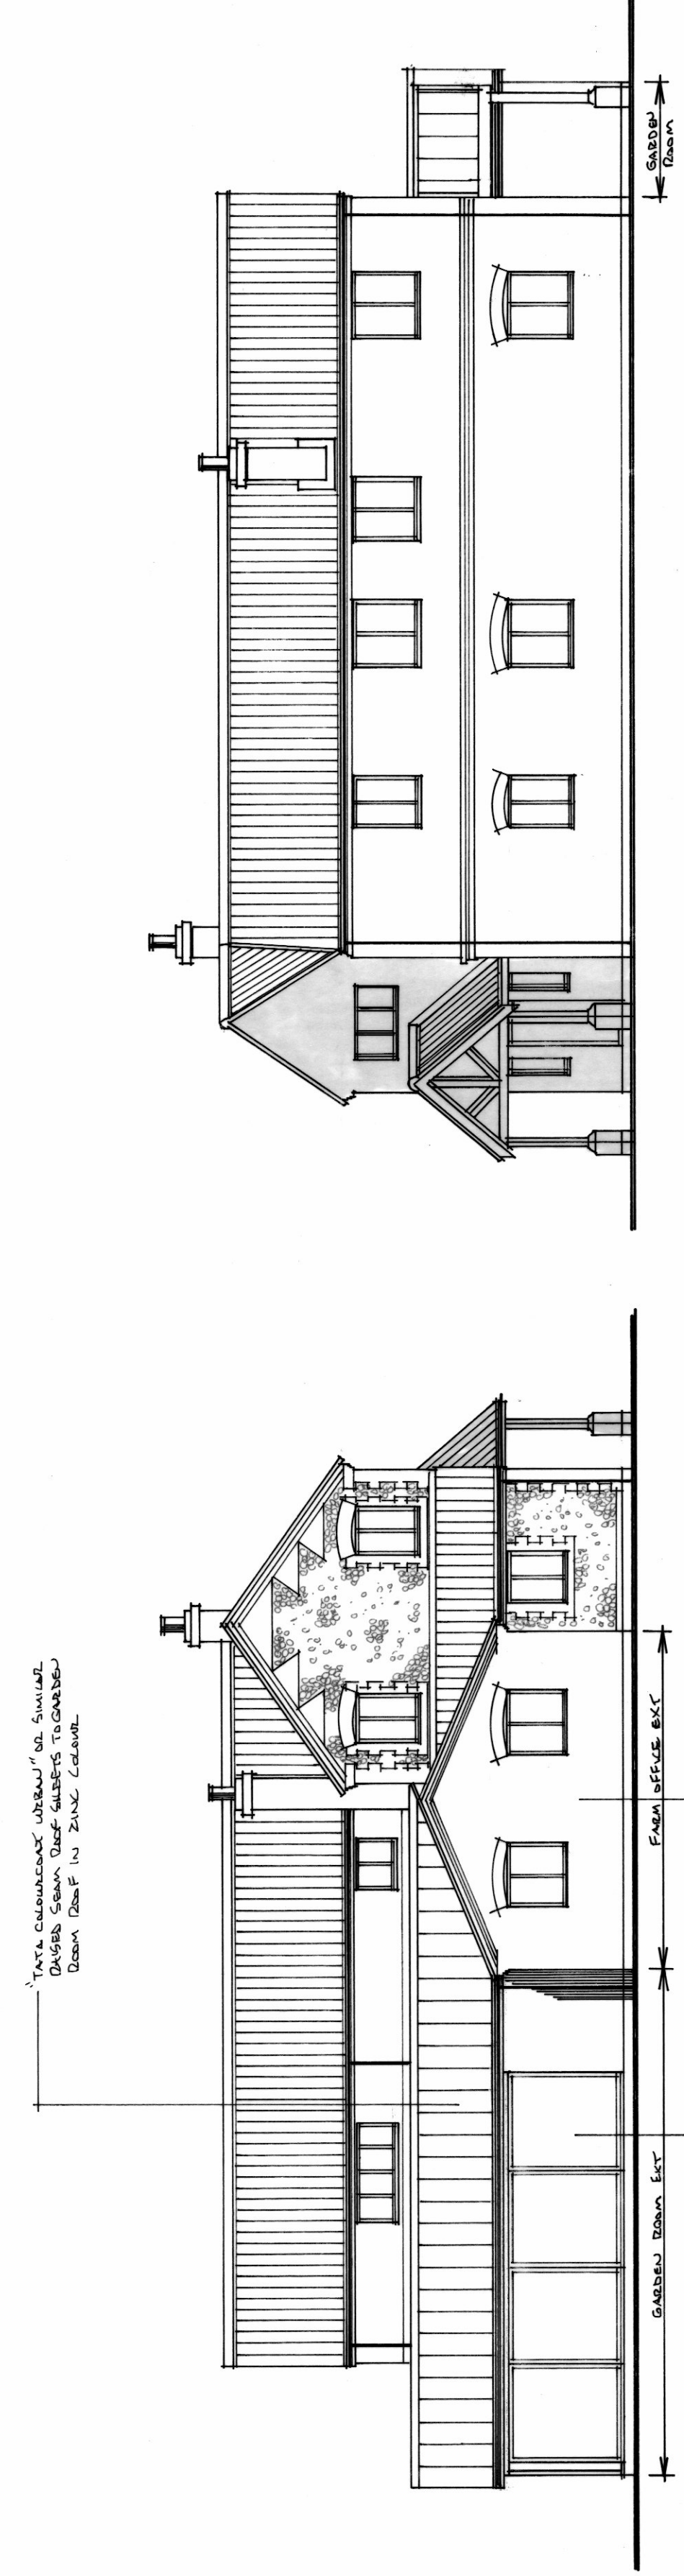 "TATA COLOURCOAT URBAN" OR SIMILAR
RAISED SEAM ROOF SHEETS TO GARDEN
ROOM ROOF IN ZINC COLOUR
GARDEN ROOM EXT
FARM OFFICE EXT
GARDEN
ROOM